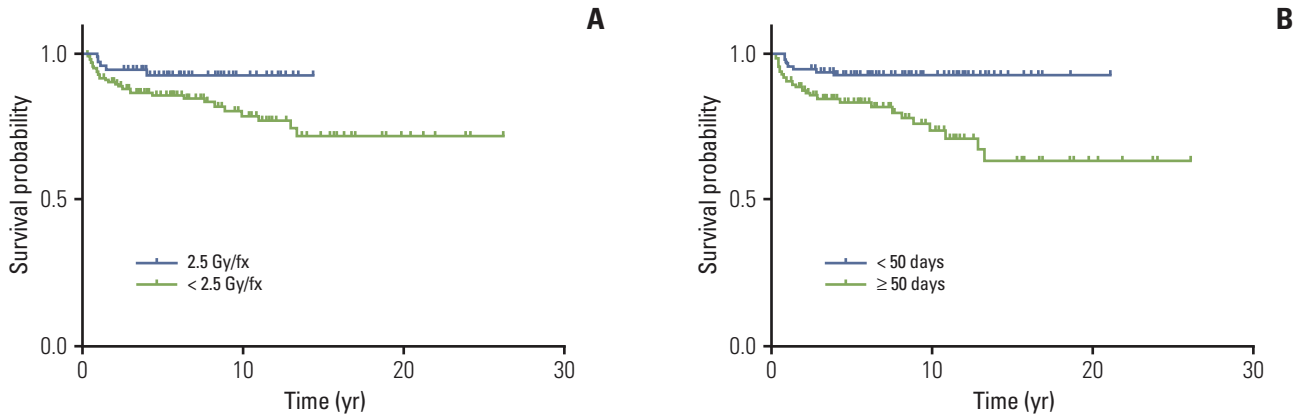 A
Survival probability
1.0
0.5
0.0
2.5 Gy/fx
< 2.5 Gy/fx
0 10 20 30
Time (yr)
B
Survival probability
1.0
0.5
0.0
< 50 days
≥ 50 days
0 10 20 30
Time (yr)